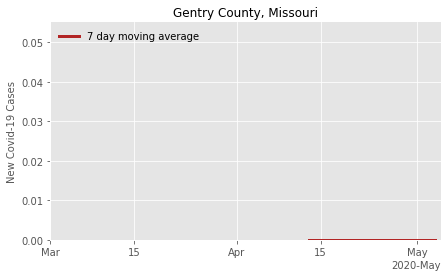 Gentry County, Missouri
7 day moving average
New Covid-19 Cases
0.05
0.04
0.03
0.02
0.01
0.00
Mar
15
Apr
15
May
2020-May